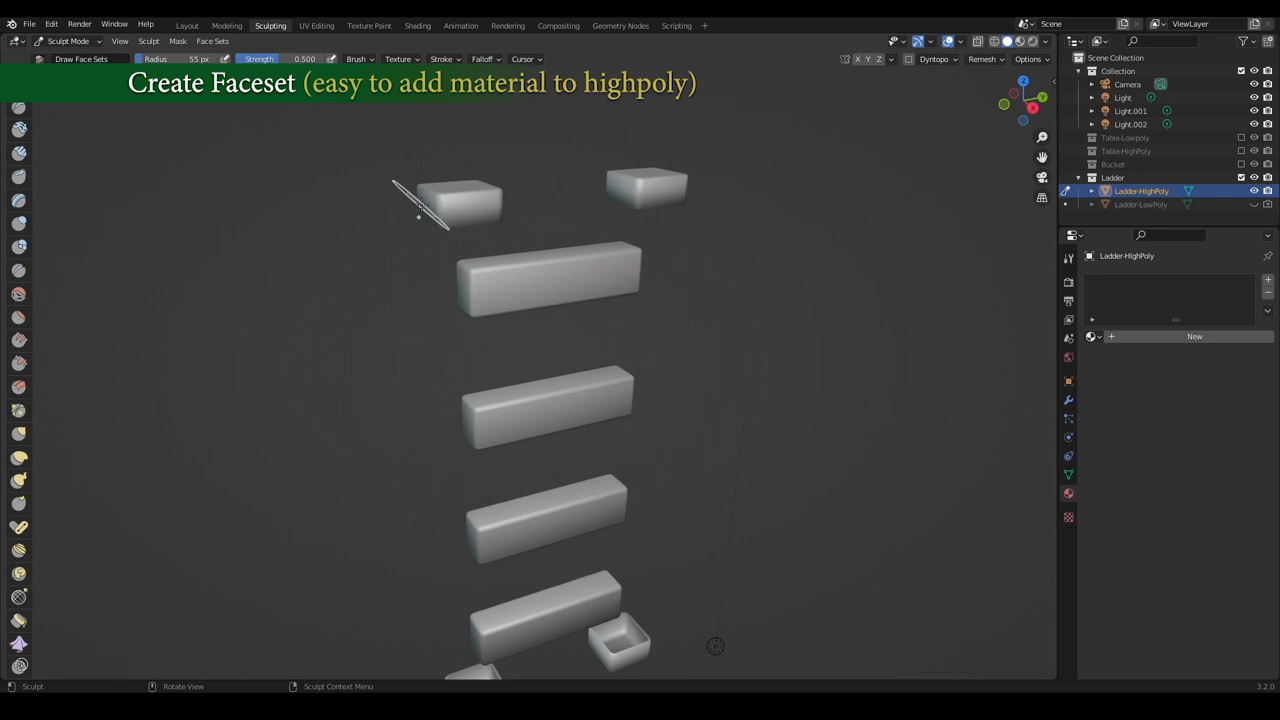 File Edit Render Window Help Layout Modeling Sculpting UV Editing Texture Paint Shading Animation Rendering Compositing Geometry Nodes Scripting + Scene ViewLayer
Sculpt Mode View Sculpt Mask Face Sets
Draw Face Sets Radius 55 px Strength 0.500 Brush Texture Stroke Falloff Cursor X Y Z Dyntopo Remesh Options
Create Faceset (easy to add material to highpoly)
Z
Y
X
Scene Collection
Collection
Camera
Light
Light.001
Light.002
Table-Lowpoly
Table-HighPoly
Bucket
Ladder
Ladder-HighPoly
Ladder-LowPoly
Ladder-HighPoly
New
Sculpt Rotate View Sculpt Context Menu 3.2.0